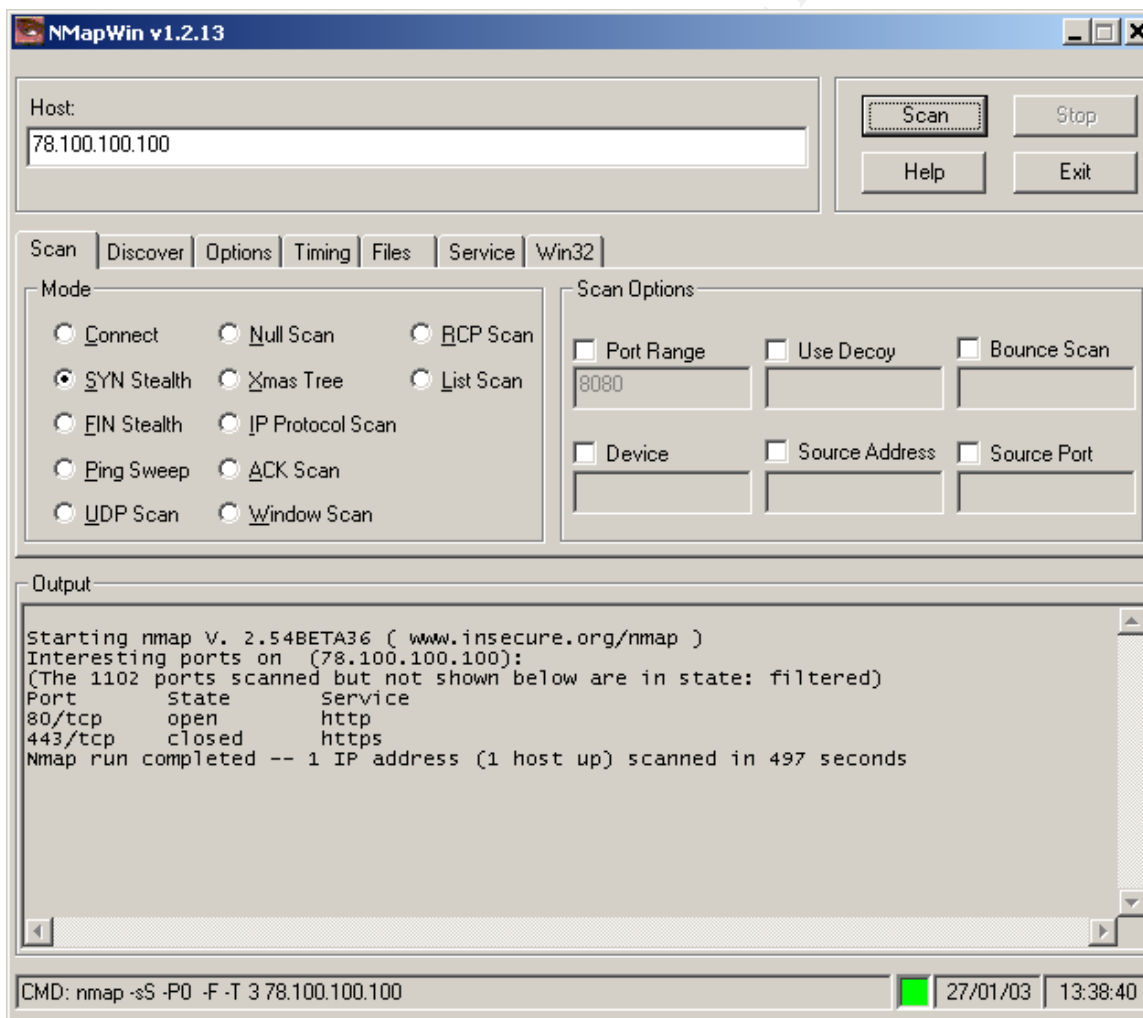 NMapWin v1.2.13
Host:
78.100.100.100
Scan Stop
Help Exit
Scan Discover Options Timing Files Service Win32
Mode
Connect Null Scan RCP Scan
SYN Stealth Xmas Tree List Scan
FIN Stealth IP Protocol Scan
Ping Sweep ACK Scan
UDP Scan Window Scan
Scan Options
Port Range Use Decoy Bounce Scan
8080
Device Source Address Source Port
Output
Starting nmap V. 2.54BETA36 ( www.insecure.org/nmap )
Interesting ports on (78.100.100.100):
(The 1102 ports scanned but not shown below are in state: filtered)
Port State Service
80/tcp open http
443/tcp closed https
Nmap run completed -- 1 IP address (1 host up) scanned in 497 seconds
CMD: nmap -sS -P0 -F -T 3 78.100.100.100 27/01/03 13:38:40